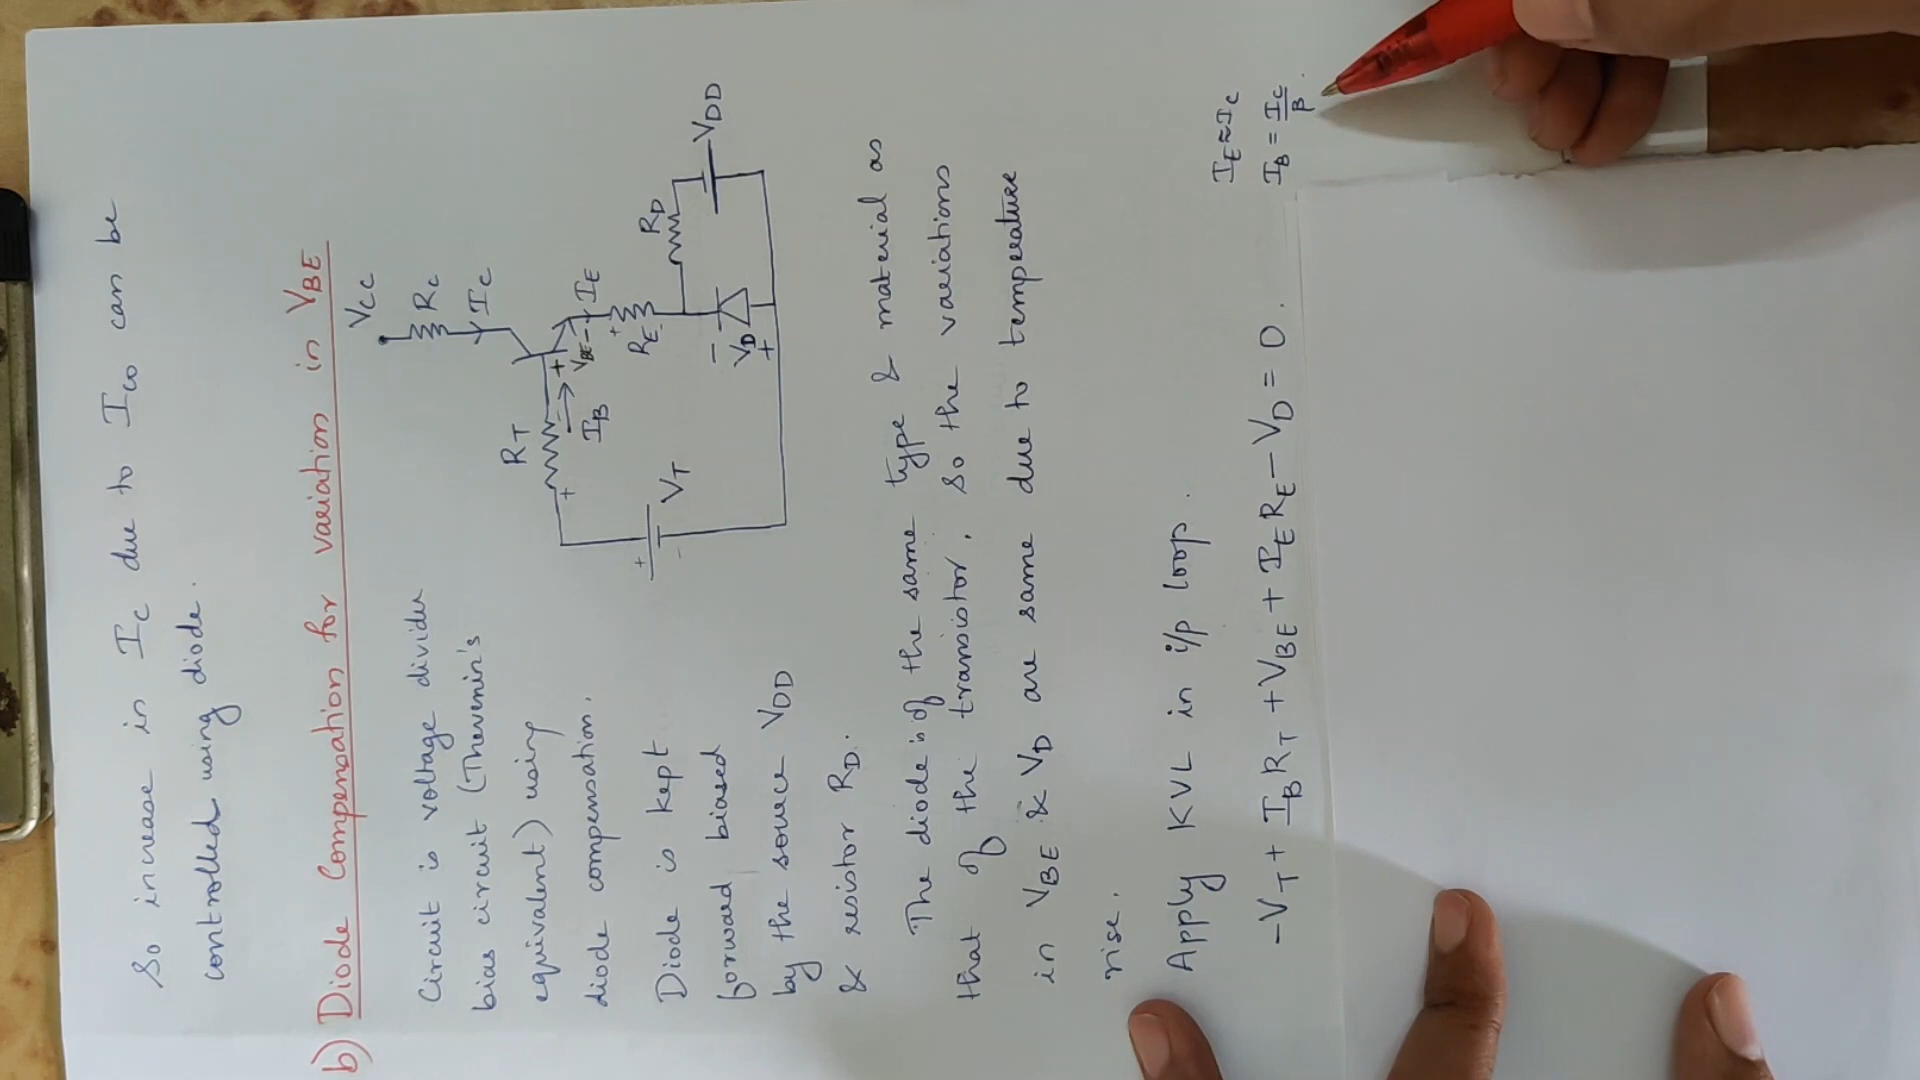 So increase in IC due to ICO can be
controlled using diode.
b) Diode Compensation for variation in VBE
Circuit is voltage divider
bias circuit (Thevenin's
equivalent) using
diode compensation.
Diode is kept
forward biased
by the source VDD
& resistor RD.
VCC
RC
IC
RT
+
IB
+
VBE
-
IE
+
RE
-
RD
VDD
-
VD
+
+
VT
-
The diode is of the same type & material as
that of the transistor, so the variations
in VBE & VD are same due to temperature
rise.
Apply KVL in i/p loop.
-VT + IBRT + VBE + IERE - VD = 0.
IE ≈ IC
IB = IC/β.